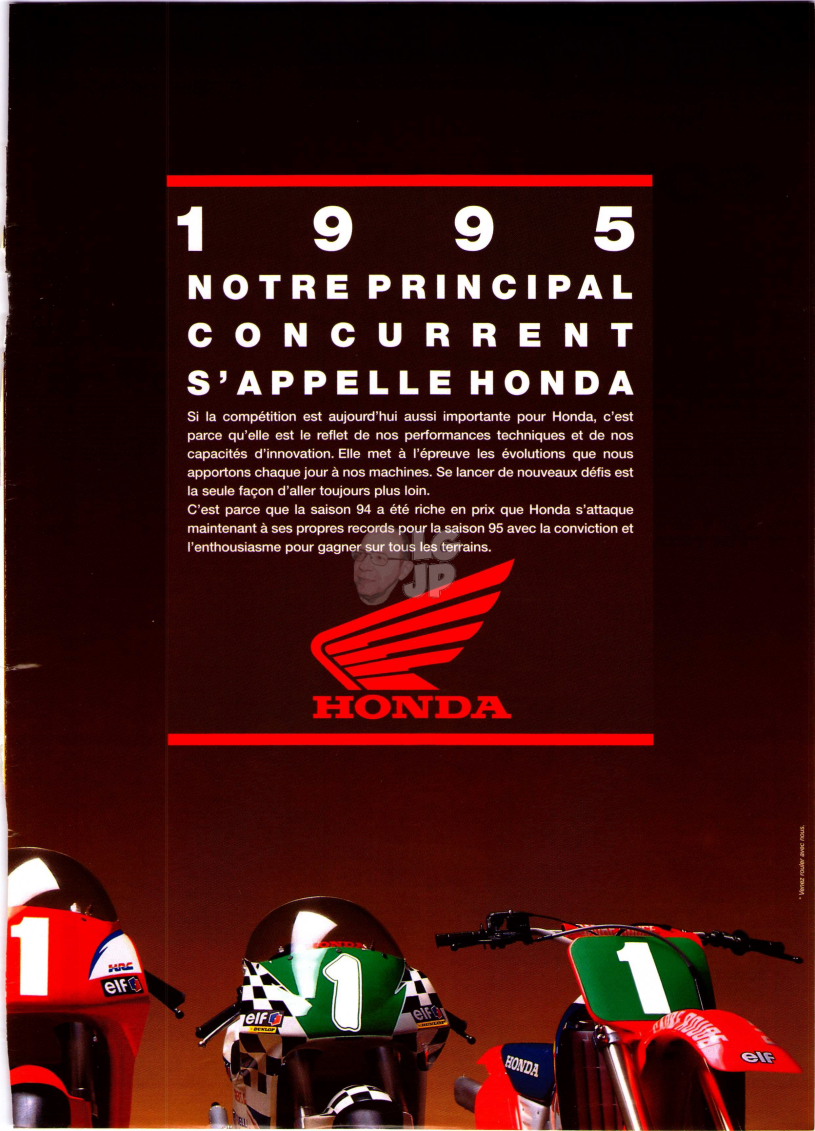 1 9 9 5
NOTRE PRINCIPAL
CONCURRENT
S'APPELLE HONDA
Si la compétition est aujourd'hui aussi importante pour Honda, c'est
parce qu'elle est le reflet de nos performances techniques et de nos
capacités d'innovation. Elle met à l'épreuve les évolutions que nous
apportons chaque jour à nos machines. Se lancer de nouveaux défis est
la seule façon d'aller toujours plus loin.
C'est parce que la saison 94 a été riche en prix que Honda s'attaque
maintenant à ses propres records pour la saison 95 avec la conviction et
l'enthousiasme pour gagner sur tous les terrains.
JP
HONDA
* Venez rouler avec nous.
1
HRC
elf
HONDA
1
elf
DUNLOP
DUNLOP
1
HONDA
elf